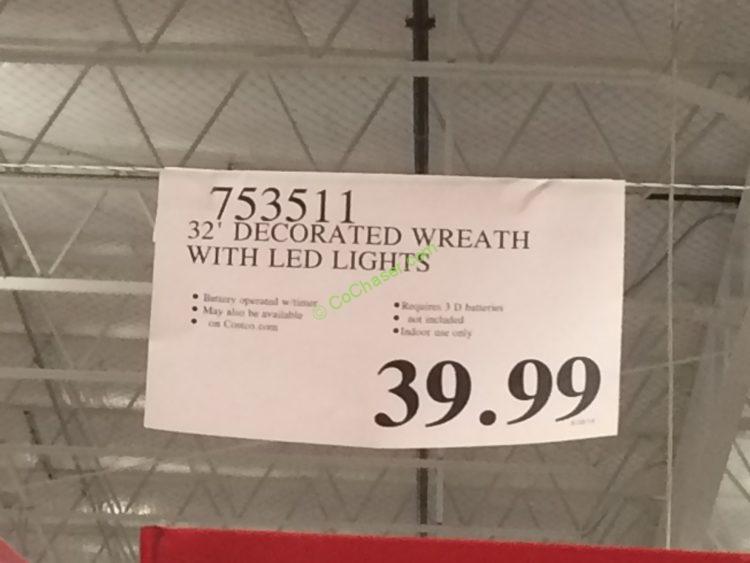 753511
32' DECORATED WREATH
WITH LED LIGHTS
• Battery operated w/timer
• May also be available
• on Costco.com
• Requires 3 D batteries
• not included
• Indoor use only
39.99
© CoChaser.com